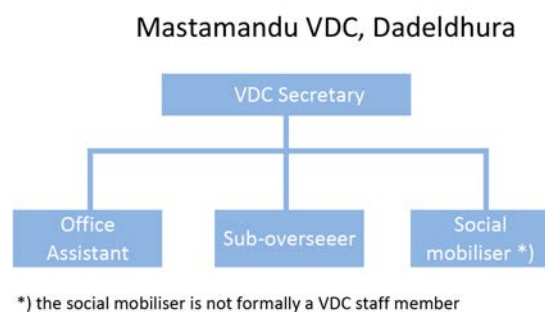 Mastamandu VDC, Dadeldhura
VDC Secretary
Office
Assistant
Sub-overseeer
Social
mobiliser *)
*) the social mobiliser is not formally a VDC staff member